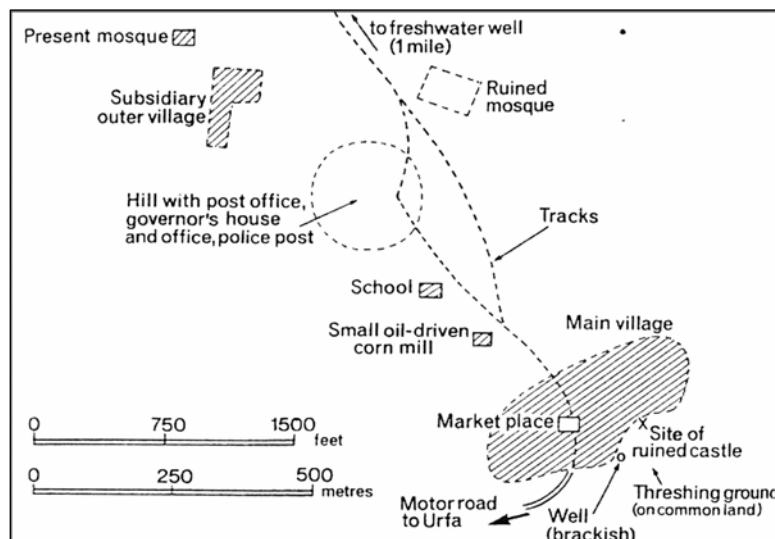 to freshwater well
(1 mile)
Present mosque
Ruined
mosque
Subsidiary
outer village
Hill with post office,
governor's house
and office, police post
Tracks
School
Small oil-driven
corn mill
Main village
Market place
Site of
ruined castle
X
Threshing ground
(on common land)
Well
(brackish)
Motor road
to Urfa
0 750 1500
feet
0 250 500
metres